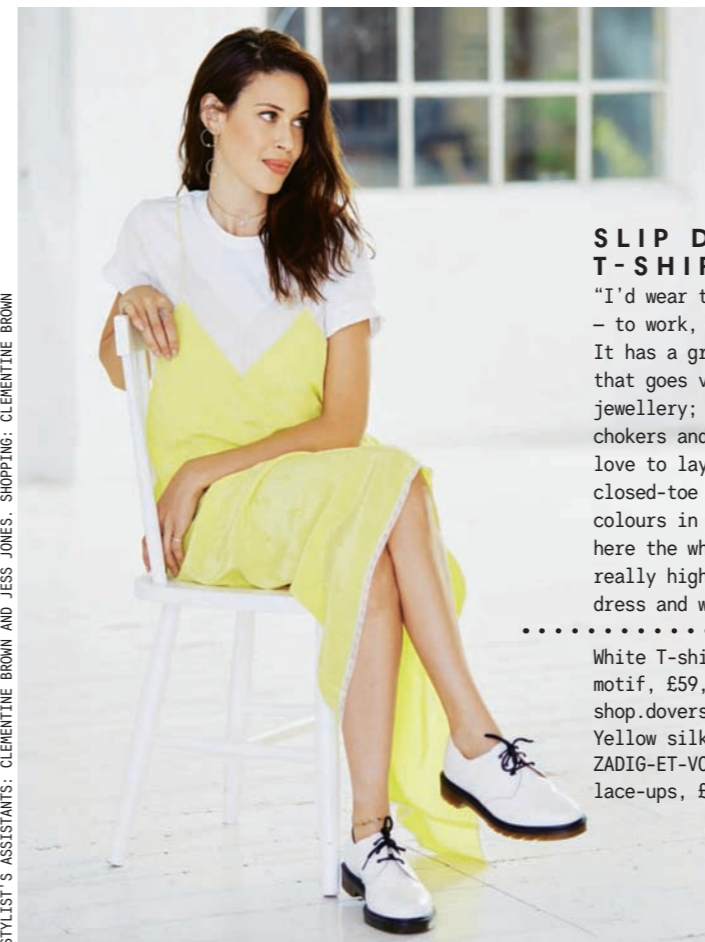 STYLIST'S ASSISTANTS: CLEMENTINE BROWN AND JESS JONES. SHOPPING: CLEMENTINE BROWN
SLIP D
T-SHIR
"I'd wear t
– to work,
It has a gr
that goes v
jewellery;
chokers and
love to lay
closed-toe
colours in
here the wh
really high
dress and w
White T-shi
motif, £59,
shop.dovers
Yellow silk
ZADIG-ET-VO
lace-ups, £